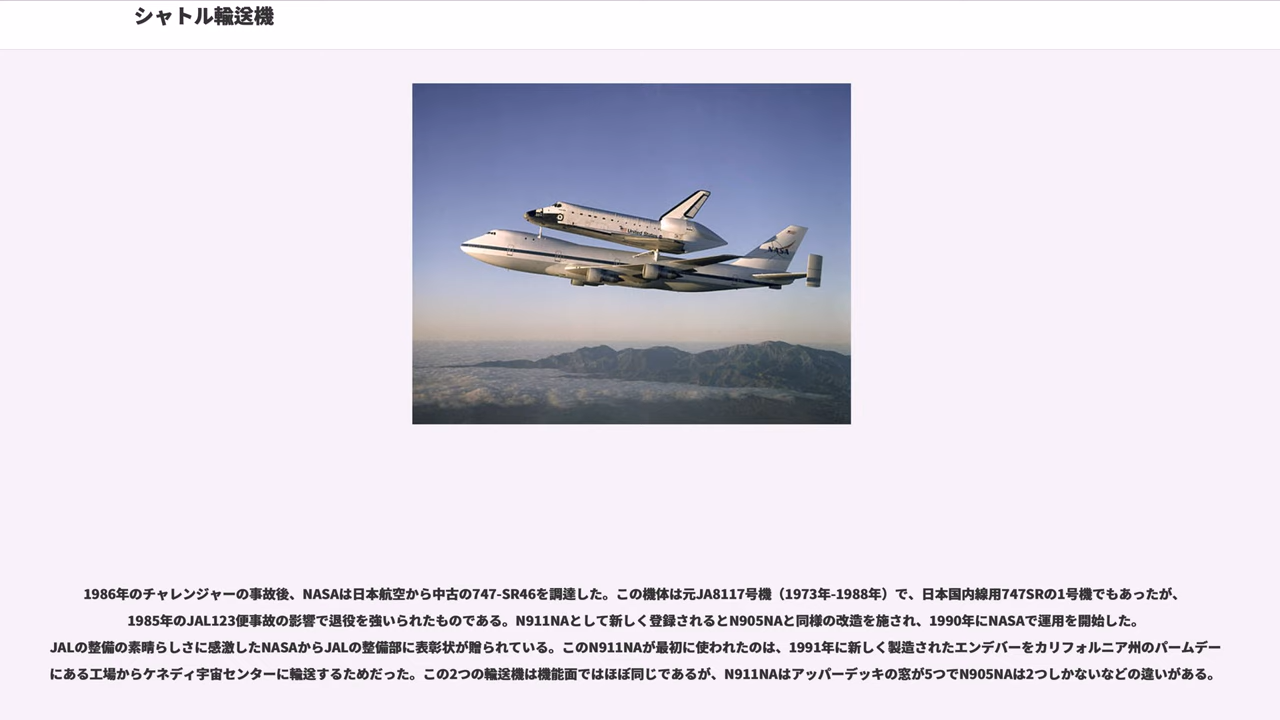 シャトル輸送機
United States
NASA
1986年のチャレンジャーの事故後、NASAは日本航空から中古の747-SR46を調達した。この機体は元JA8117号機（1973年-1988年）で、日本国内線用747SRの1号機でもあったが、
1985年のJAL123便事故の影響で退役を強いられたものである。N911NAとして新しく登録されるとN905NAと同様の改造を施され、1990年にNASAで運用を開始した。
JALの整備の素晴らしさに感激したNASAからJALの整備部に表彰状が贈られている。このN911NAが最初に使われたのは、1991年に新しく製造されたエンデバーをカリフォルニア州のパームデー
にある工場からケネディ宇宙センターに輸送するためだった。この2つの輸送機は機能面ではほぼ同じであるが、N911NAはアッパーデッキの窓が5つでN905NAは2つしかないなどの違いがある。